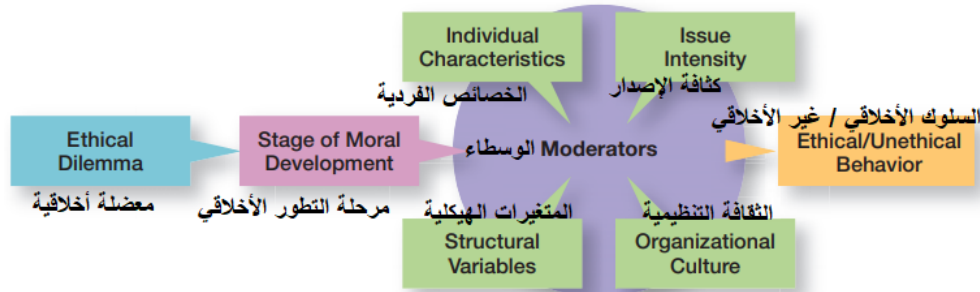 Individual
Characteristics
الخصائص الفردية
Issue
Intensity
كثافة الإصدار
Ethical
Dilemma
معضلة أخلاقية
Stage of Moral
Development
مرحلة التطور الأخلاقي
الوسطاء Moderators
السلوك الأخلاقي / غير الأخلاقي
Ethical/Unethical
Behavior
المتغيرات الهيكلية
Structural
Variables
الثقافة التنظيمية
Organizational
Culture